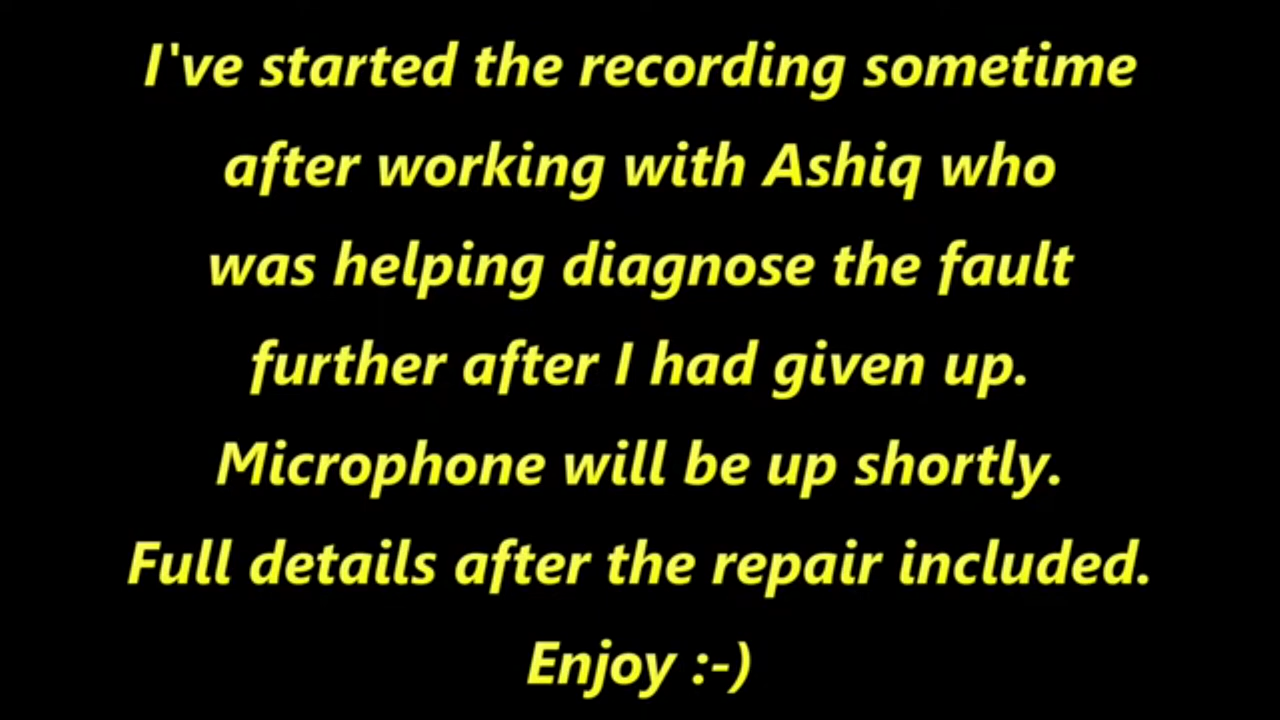 I've started the recording sometime
after working with Ashiq who
was helping diagnose the fault
further after I had given up.
Microphone will be up shortly.
Full details after the repair included.
Enjoy :-)